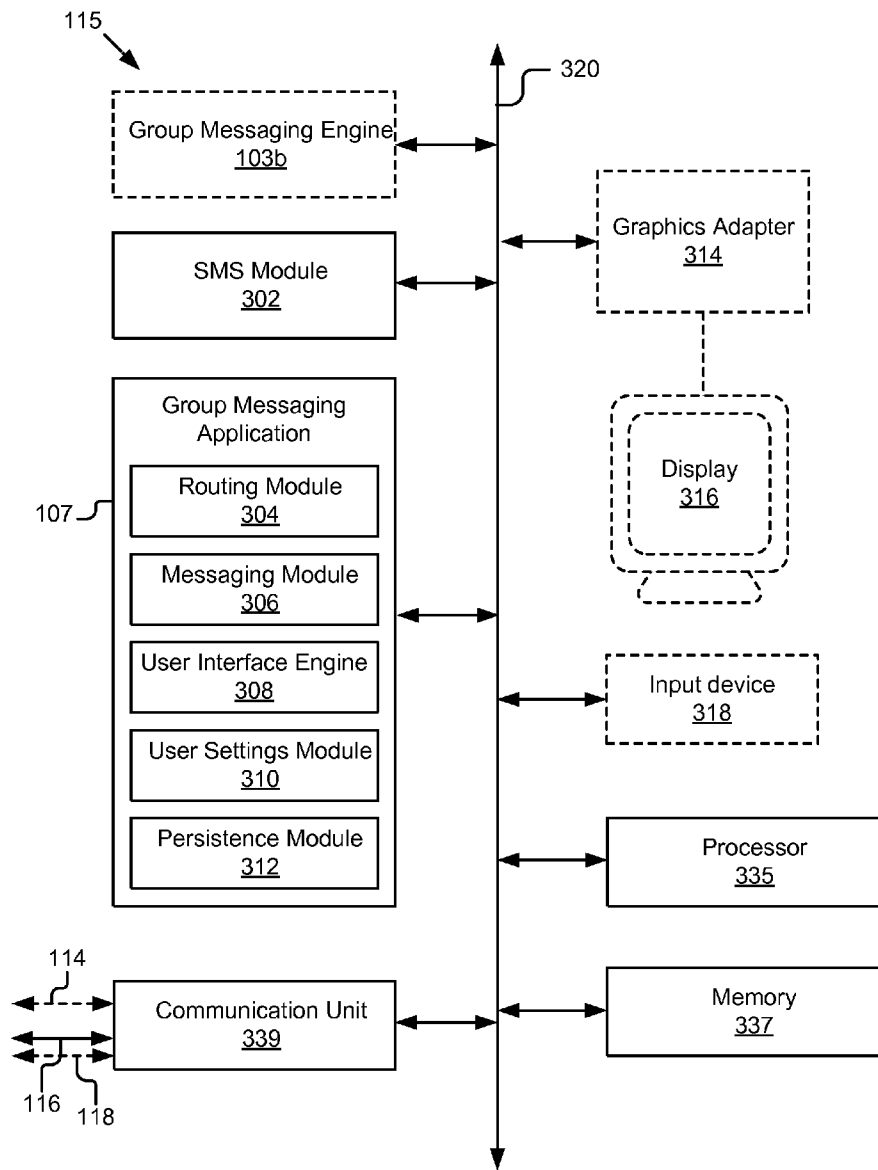 115
320
Group Messaging Engine
103b
Graphics Adapter
314
SMS Module
302
Group Messaging
Application
Routing Module
304
Display
316
107
Messaging Module
306
User Interface Engine
308
Input device
318
User Settings Module
310
Persistence Module
312
Processor
335
114
Communication Unit
339
Memory
337
116
118